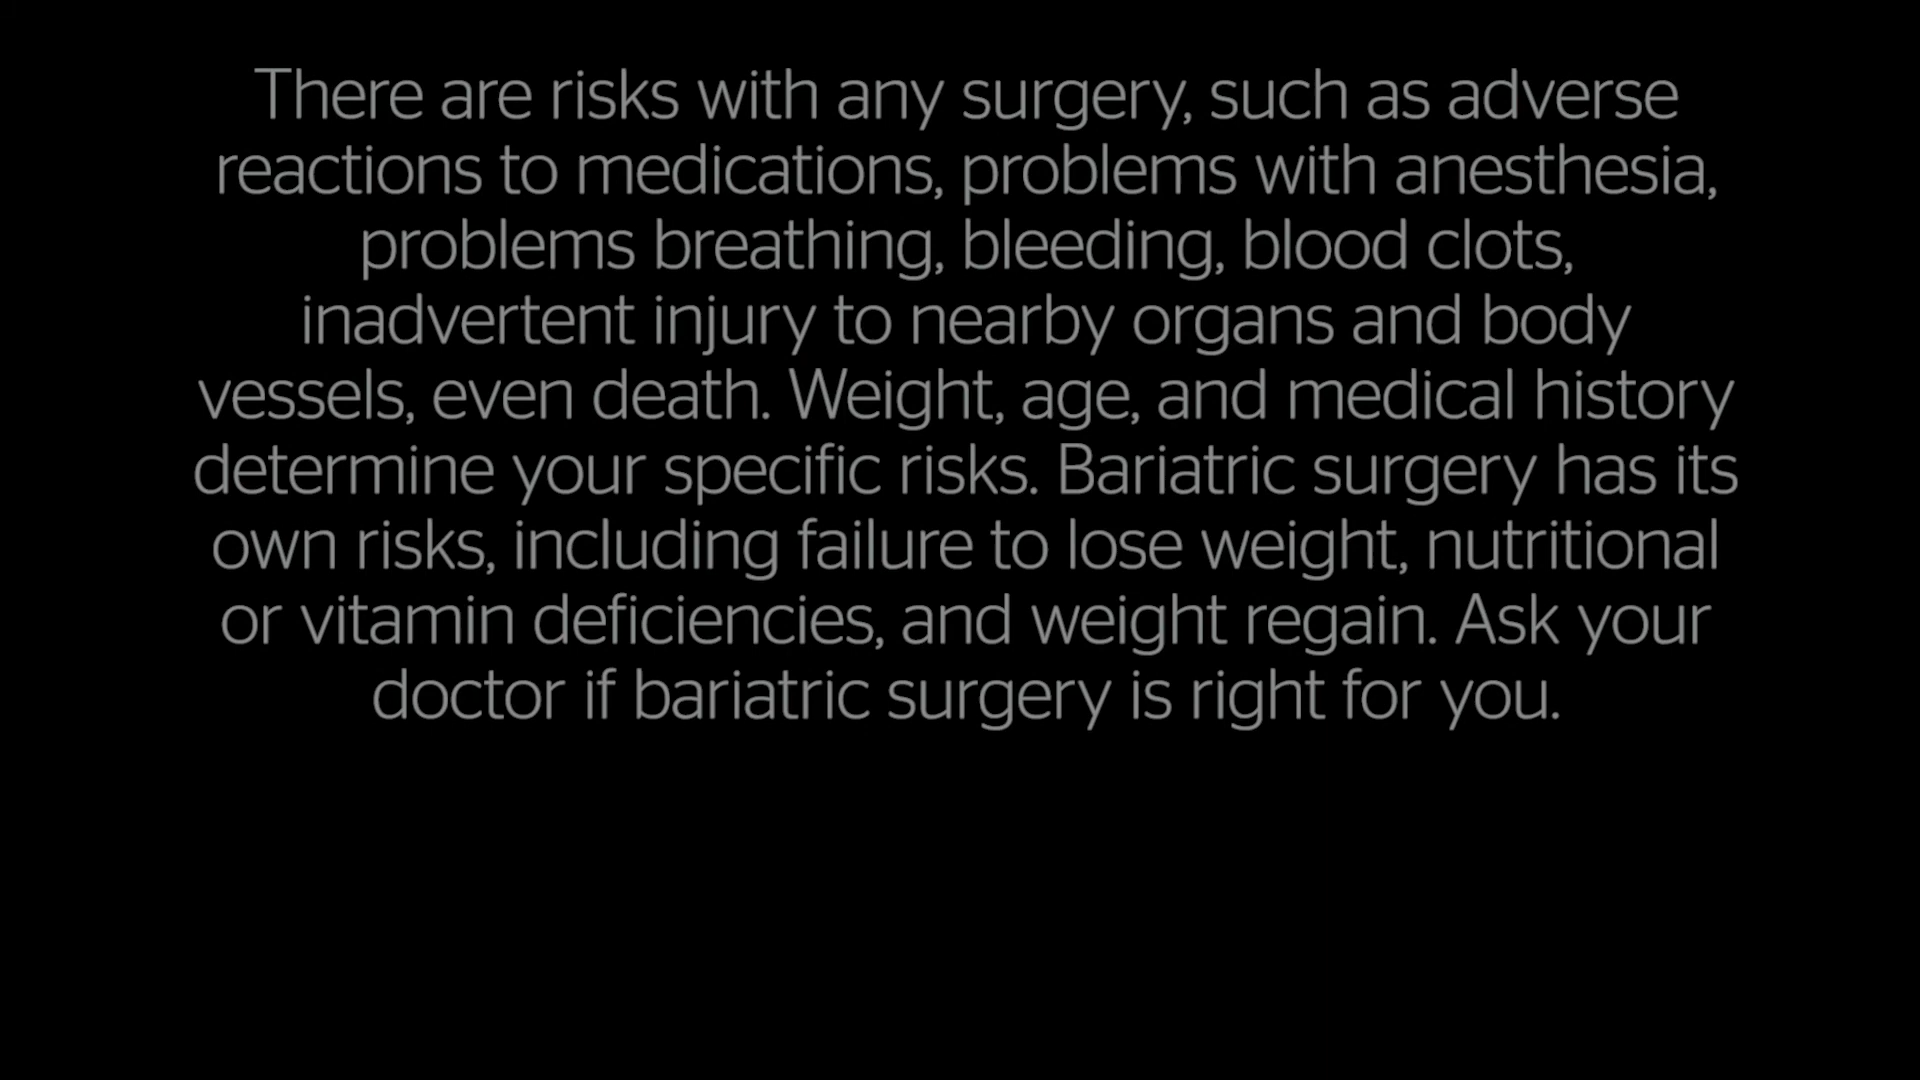 There are risks with any surgery, such as adverse
reactions to medications, problems with anesthesia,
problems breathing, bleeding, blood clots,
inadvertent injury to nearby organs and body
vessels, even death. Weight, age, and medical history
determine your specific risks. Bariatric surgery has its
own risks, including failure to lose weight, nutritional
or vitamin deficiencies, and weight regain. Ask your
doctor if bariatric surgery is right for you.